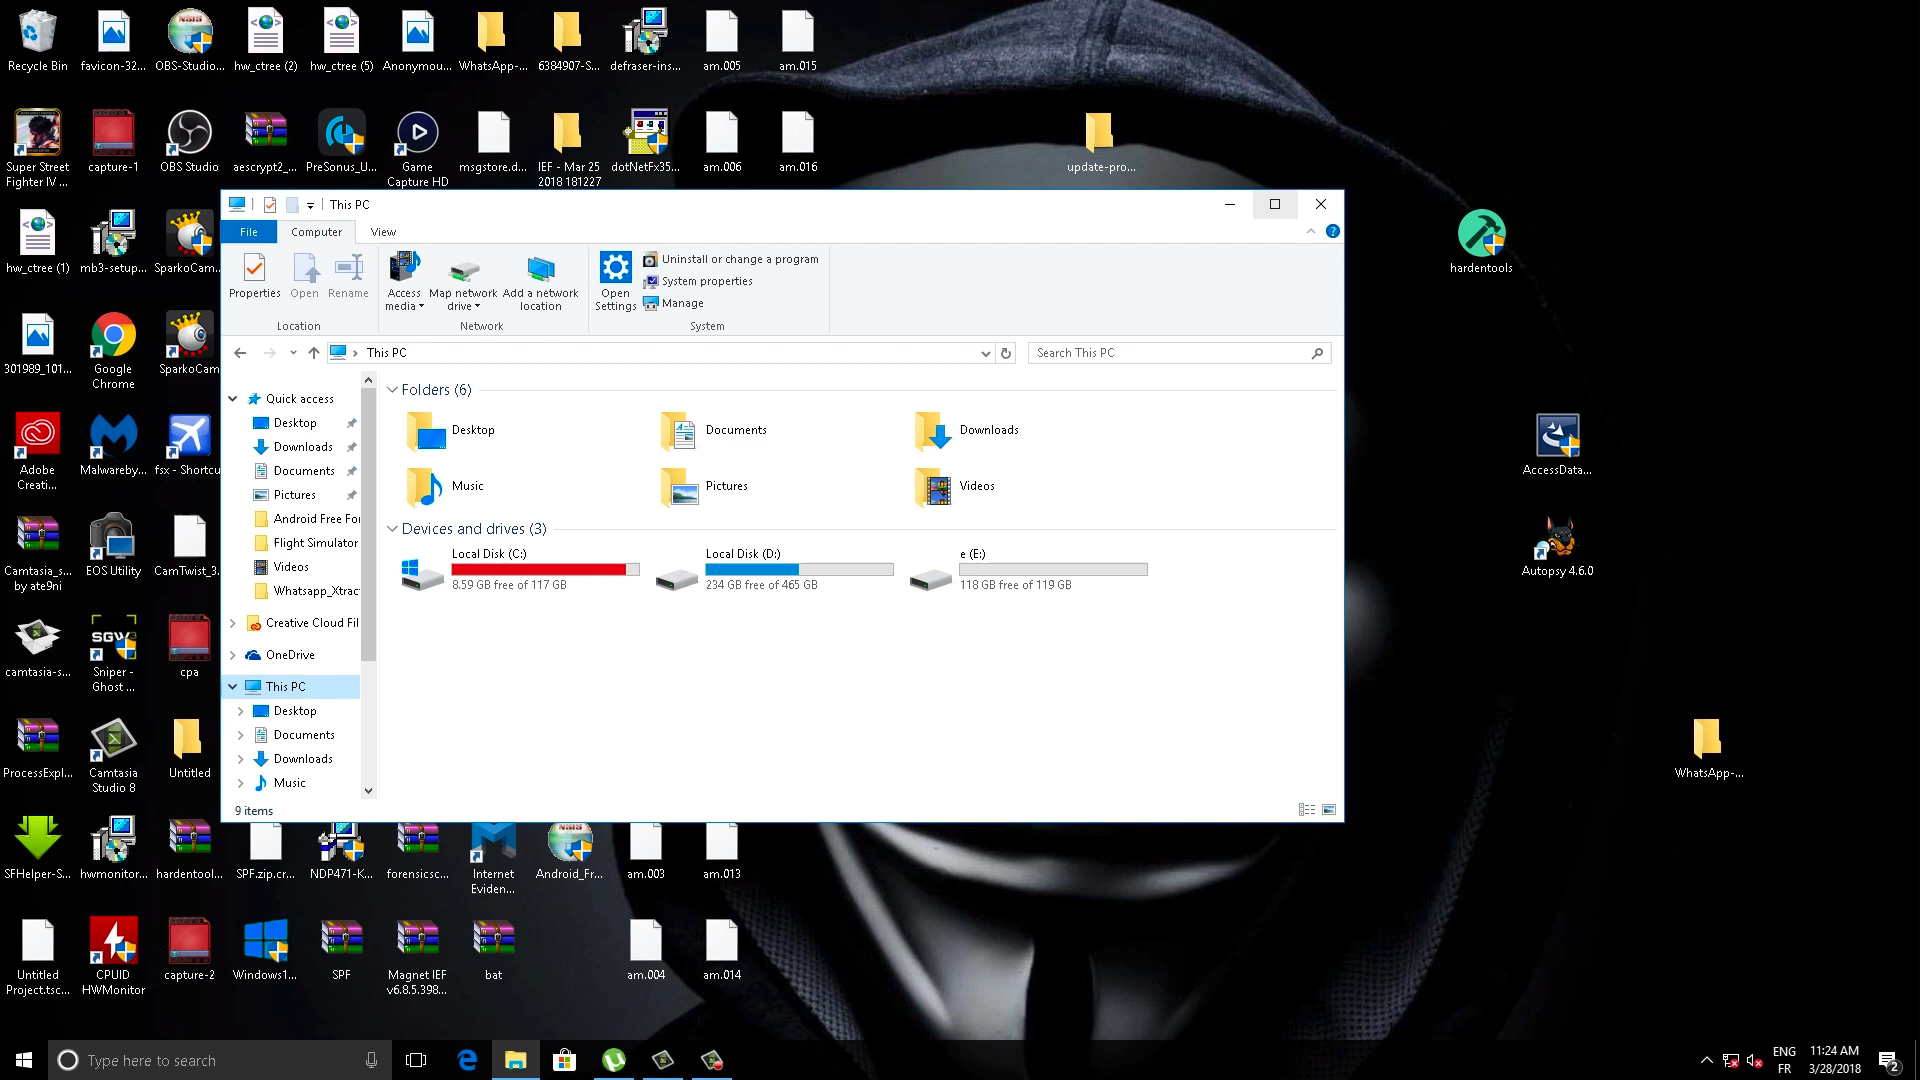 Recycle Bin
favicon-32...
OBS-Studio...
hw_ctree (2)
hw_ctree (5)
Anonymou...
WhatsApp-...
6384907-S...
defraser-ins...
am.005
am.015
Super Street
Fighter IV ...
capture-1
OBS Studio
aescrypt2_...
PreSonus_U...
Game
Capture HD
msgstore.d...
IEF - Mar 25
2018 181227
dotNetFx35...
am.006
am.016
update-pro...
This PC
File
Computer
View
hw_ctree (1)
mb3-setup...
SparkoCam...
hardentools
Properties
Open
Rename
Access
media
Map network
drive
Add a network
location
Open
Settings
Uninstall or change a program
System properties
Manage
Location
Network
System
This PC
Search This PC
301989_101...
Google
Chrome
SparkoCam
Quick access
Desktop
Downloads
Documents
Pictures
Android Free For
Flight Simulator
Videos
Whatsapp_Xtrac
Creative Cloud Fil
OneDrive
This PC
Desktop
Documents
Downloads
Music
Folders (6)
Desktop
Documents
Downloads
Music
Pictures
Videos
Devices and drives (3)
Local Disk (C:)
8.59 GB free of 117 GB
Local Disk (D:)
234 GB free of 465 GB
e (E:)
118 GB free of 119 GB
9 items
Adobe
Creati...
Malwareby...
fsx - Shortcu
AccessData...
Camtasia_s...
by ate9ni
EOS Utility
CamTwist_3.
Autopsy 4.6.0
camtasia-s...
SGW3
Sniper -
Ghost ...
cpa
ProcessExpl...
Camtasia
Studio 8
Untitled
WhatsApp-...
SFHelper-S...
hwmonitor...
hardentool...
SPF.zip.cr...
NDP471-K...
forensicsc...
Internet
Eviden...
Android_Fr...
am.003
am.013
Untitled
Project.tsc...
CPUID
HWMonitor
capture-2
Windows1...
SPF
Magnet IEF
v6.8.5.398...
bat
am.004
am.014
Type here to search
ENG
FR
11:24 AM
3/28/2018
2